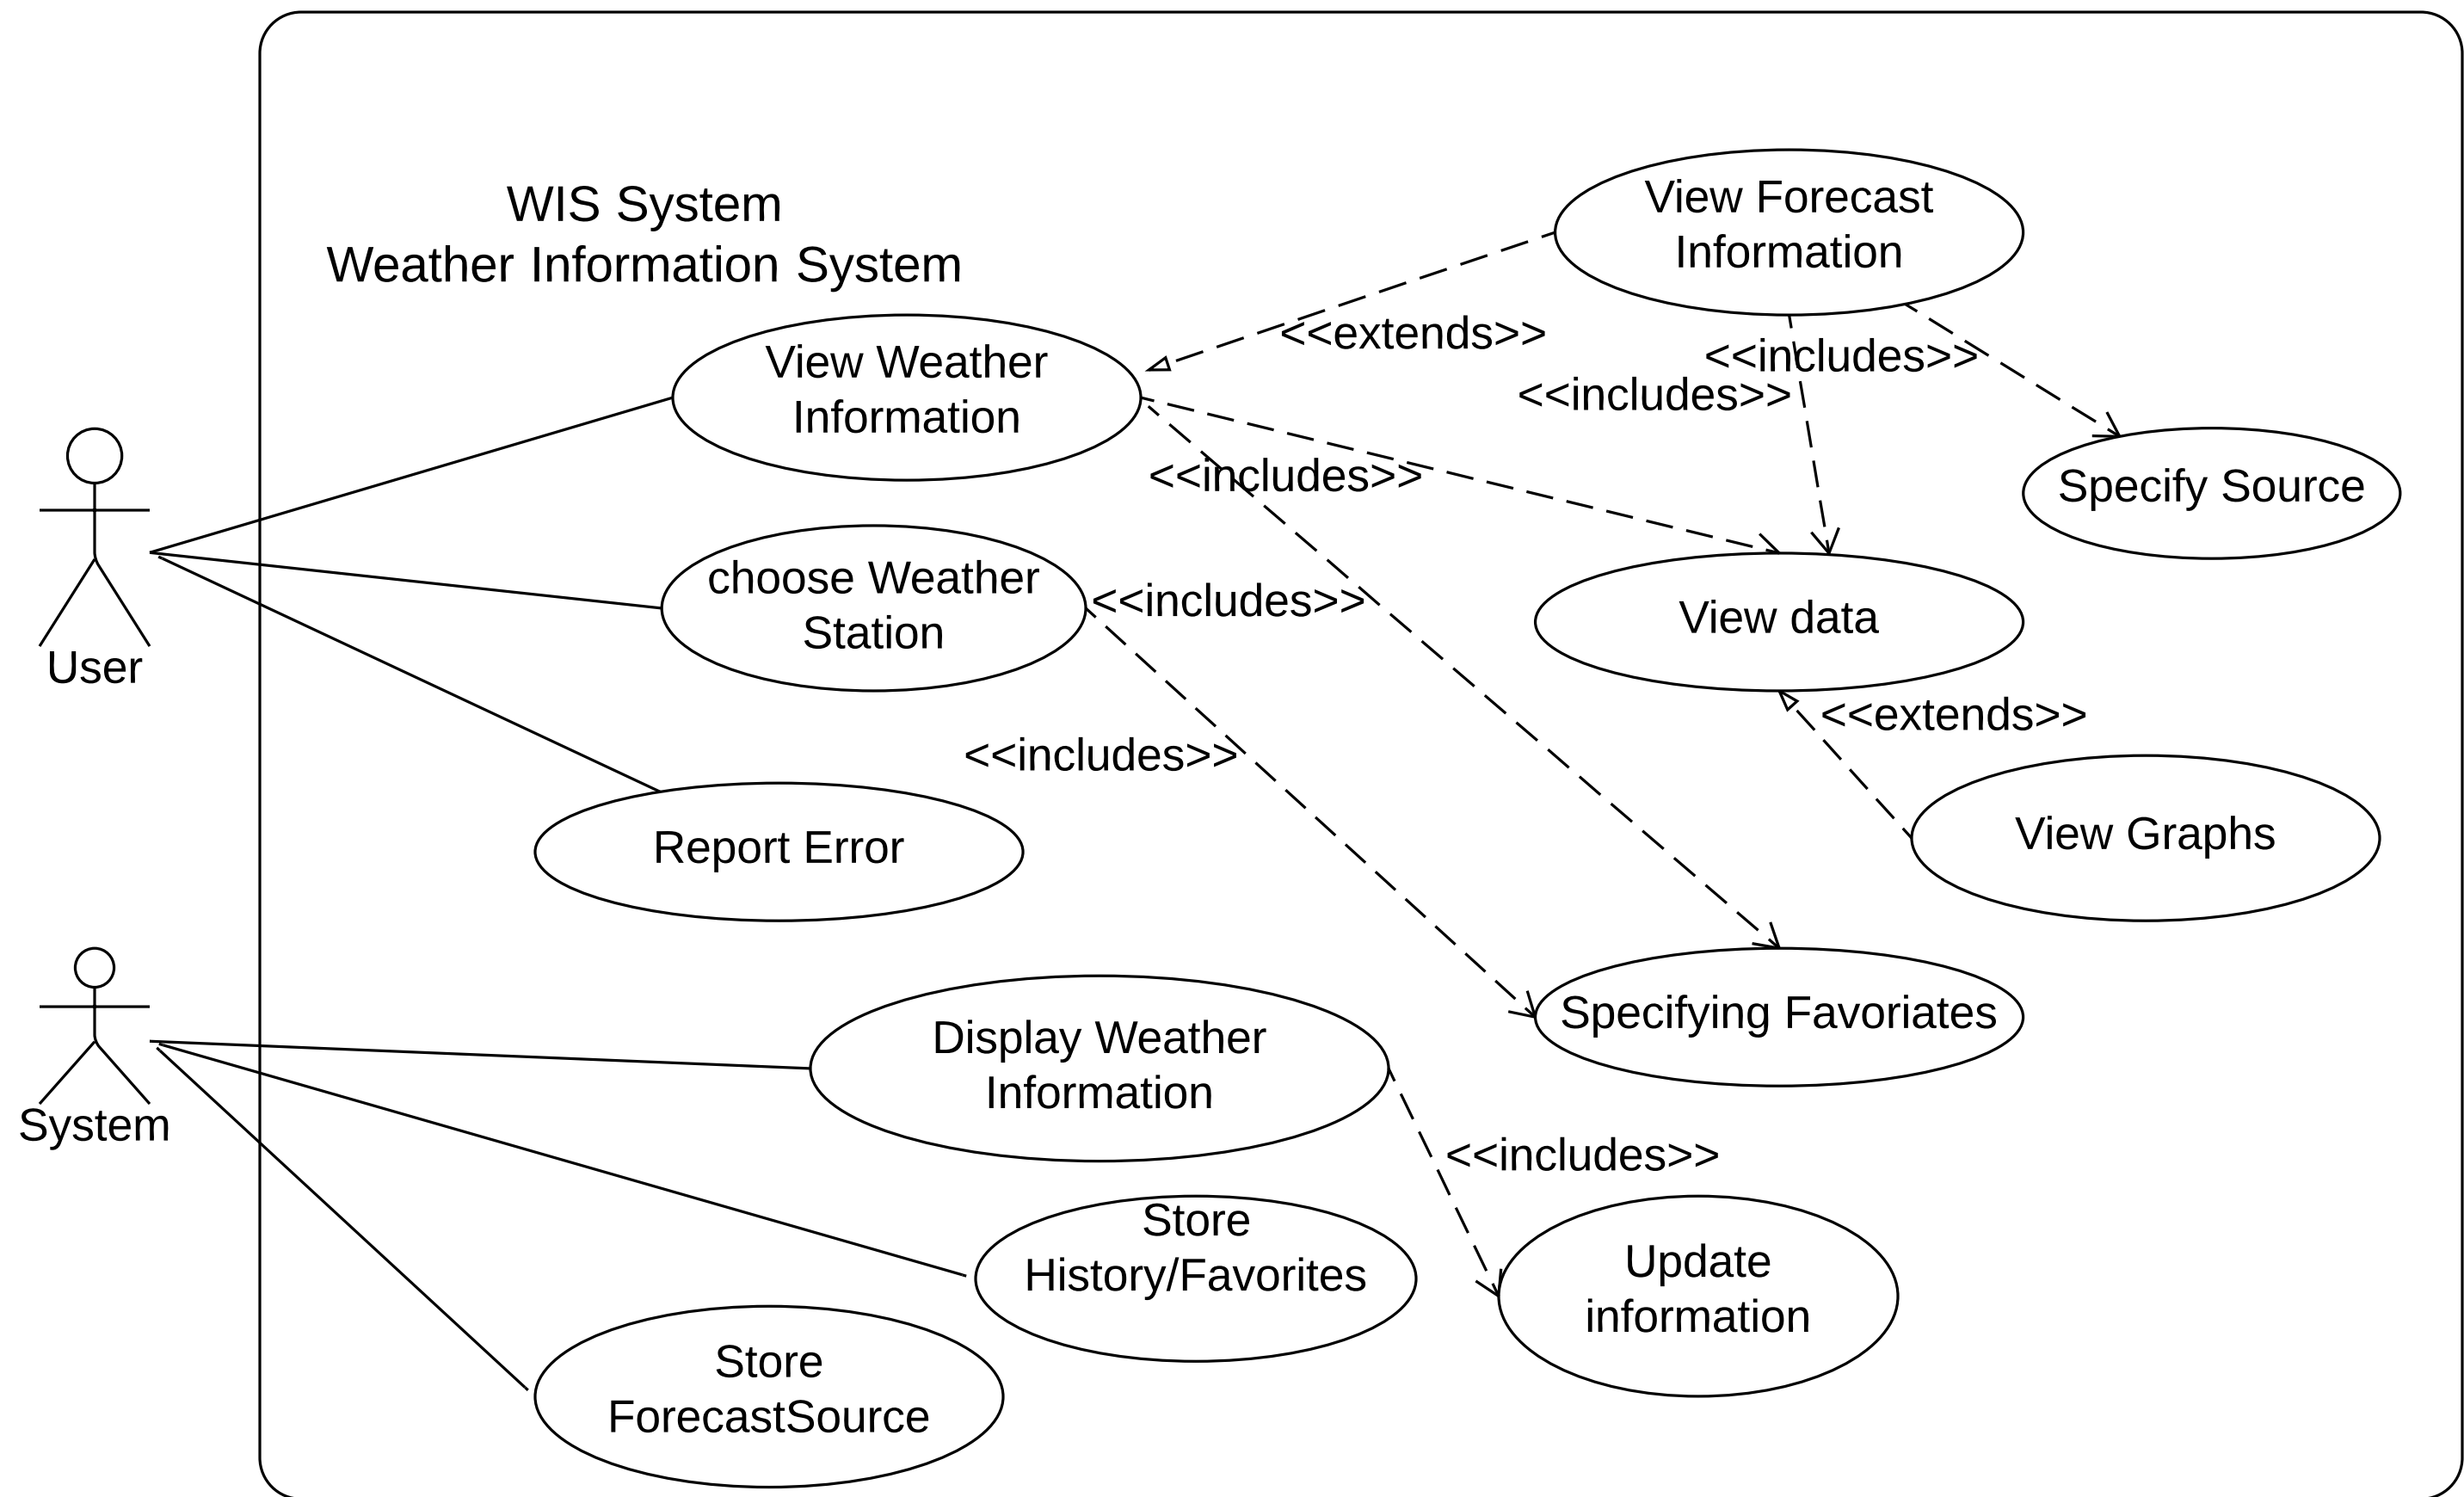 WIS System
Weather Information System
View Forecast
Information
<<extends>>
View Weather
Information
<<includes>>
<<includes>>
<<includes>>
Specify Source
choose Weather
Station
<<includes>>
View data
User
<<extends>>
<<includes>>
View Graphs
Report Error
Specifying Favoriates
Display Weather
Information
System
<<includes>>
Store
History/Favorites
Update
information
Store
ForecastSource